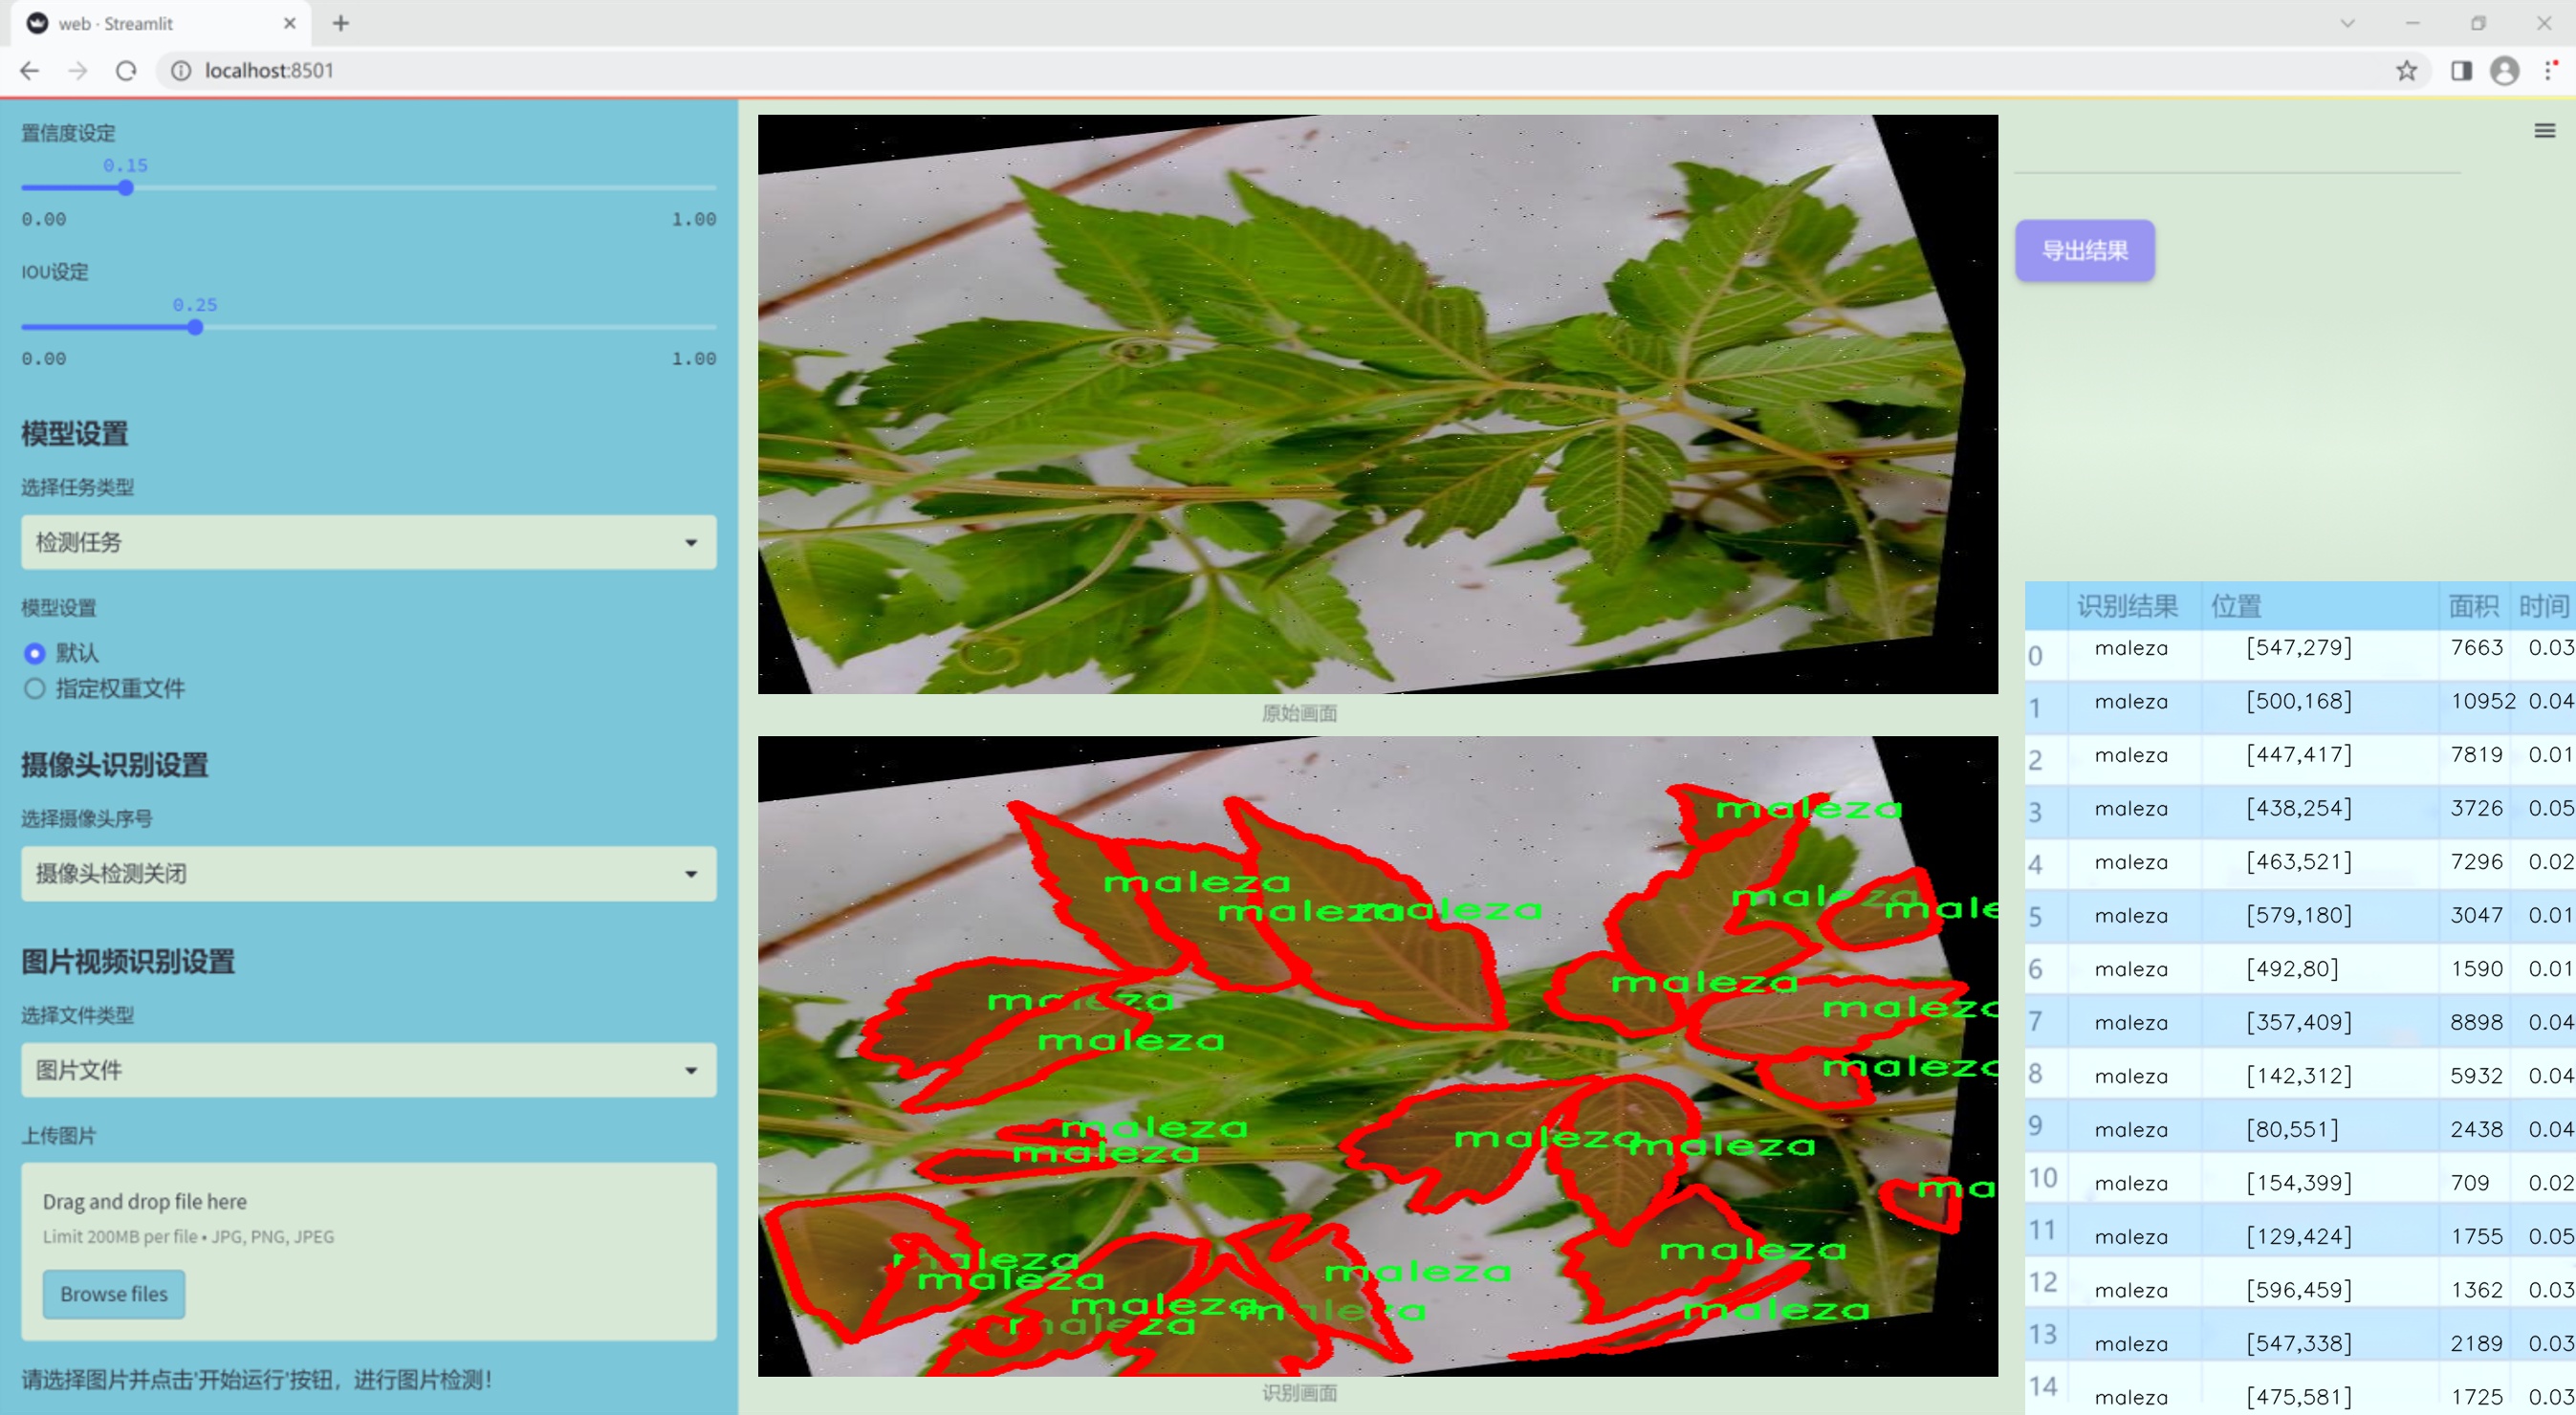 web · Streamlit
localhost:8501
置信度设定
0.15
0.00 1.00
IOU设定
0.25
0.00 1.00
模型设置
选择任务类型
检测任务
模型设置
默认
指定权重文件
摄像头识别设置
选择摄像头序号
摄像头检测关闭
图片视频识别设置
选择文件类型
图片文件
上传图片
Drag and drop file here
Limit 200MB per file • JPG, PNG, JPEG
Browse files
请选择图片并点击'开始运行'按钮，进行图片检测！
原始画面
maleza
maleza
maleza
maleza
maleza
male
maleza
maleza
maleza
maleza
maleza
maleza
maleza
maleza
maleza
ma
maleza
maleza
maleza
maleza
maleza
maleza
maleza
maleza
识别画面
导出结果
识别结果 位置 面积 时间
0 maleza [547,279] 7663 0.03
1 maleza [500,168] 10952 0.04
2 maleza [447,417] 7819 0.01
3 maleza [438,254] 3726 0.05
4 maleza [463,521] 7296 0.02
5 maleza [579,180] 3047 0.01
6 maleza [492,80] 1590 0.01
7 maleza [357,409] 8898 0.04
8 maleza [142,312] 5932 0.04
9 maleza [80,551] 2438 0.04
10 maleza [154,399] 709 0.02
11 maleza [129,424] 1755 0.05
12 maleza [596,459] 1362 0.03
13 maleza [547,338] 2189 0.03
14 maleza [475,581] 1725 0.03